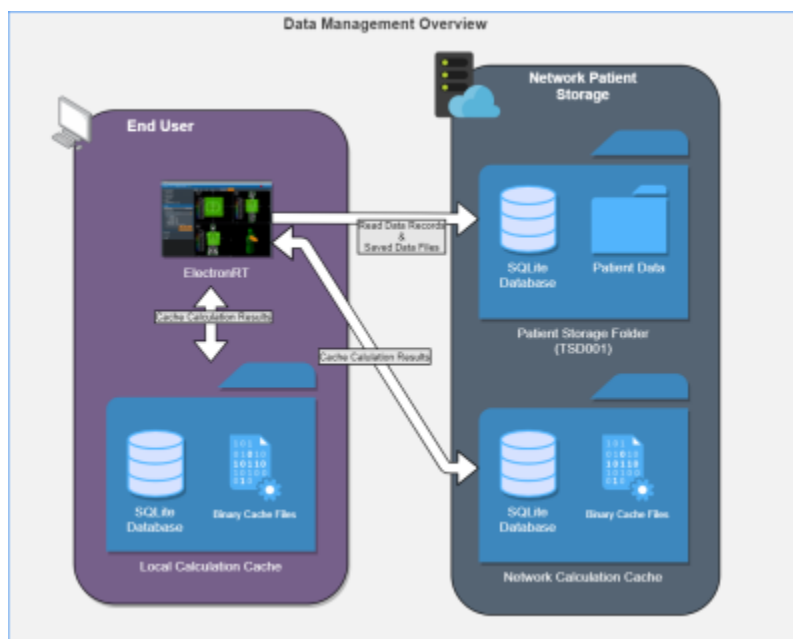 Data Management Overview
Network Patient
Storage
End User
Read Data Records
&
Saved Data Files
ElectronRT
SQLite
Database
Patient Data
Cache Calculation Results
Patient Storage Folder
(TSD001)
Cache Calulation Results
SQLite
Database
Binary Cache Files
Local Calculation Cache
SQLite
Database
Binary Cache Files
Network Calculation Cache